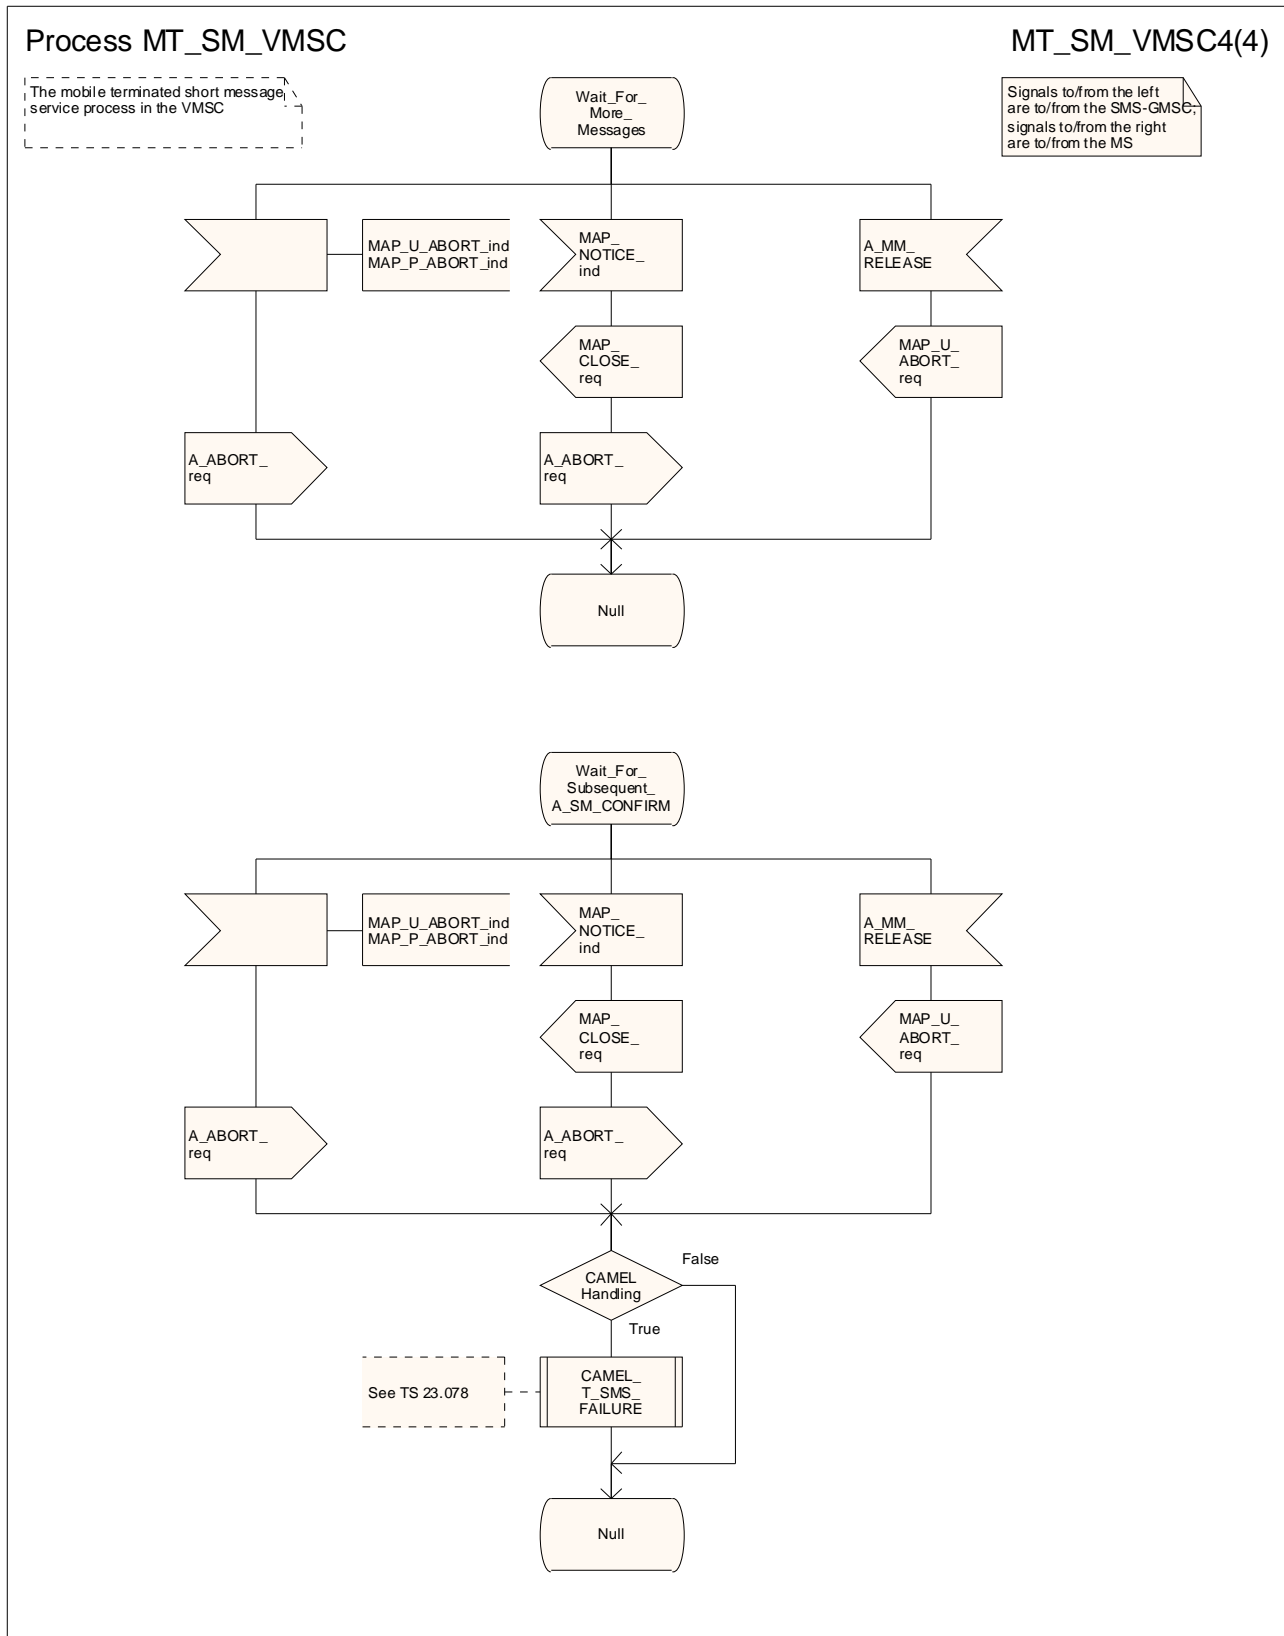 Process MT_SM_VMSC
MT_SM_VMSC4(4)
The mobile terminated short message
service process in the VMSC
Signals to/from the left
are to/from the SMS-GMSC;
signals to/from the right
are to/from the MS
Wait_For_
More_
Messages
MAP_U_ABORT_ind
MAP_P_ABORT_ind
MAP_
NOTICE_
ind
A_MM_
RELEASE
MAP_
CLOSE_
req
MAP_U_
ABORT_
req
A_ABORT_
req
A_ABORT_
req
Null
Wait_For_
Subsequent_
A_SM_CONFIRM
MAP_U_ABORT_ind
MAP_P_ABORT_ind
MAP_
NOTICE_
ind
A_MM_
RELEASE
MAP_
CLOSE_
req
MAP_U_
ABORT_
req
A_ABORT_
req
A_ABORT_
req
False
CAMEL
Handling
True
See TS 23.078
CAMEL_
T_SMS_
FAILURE
Null